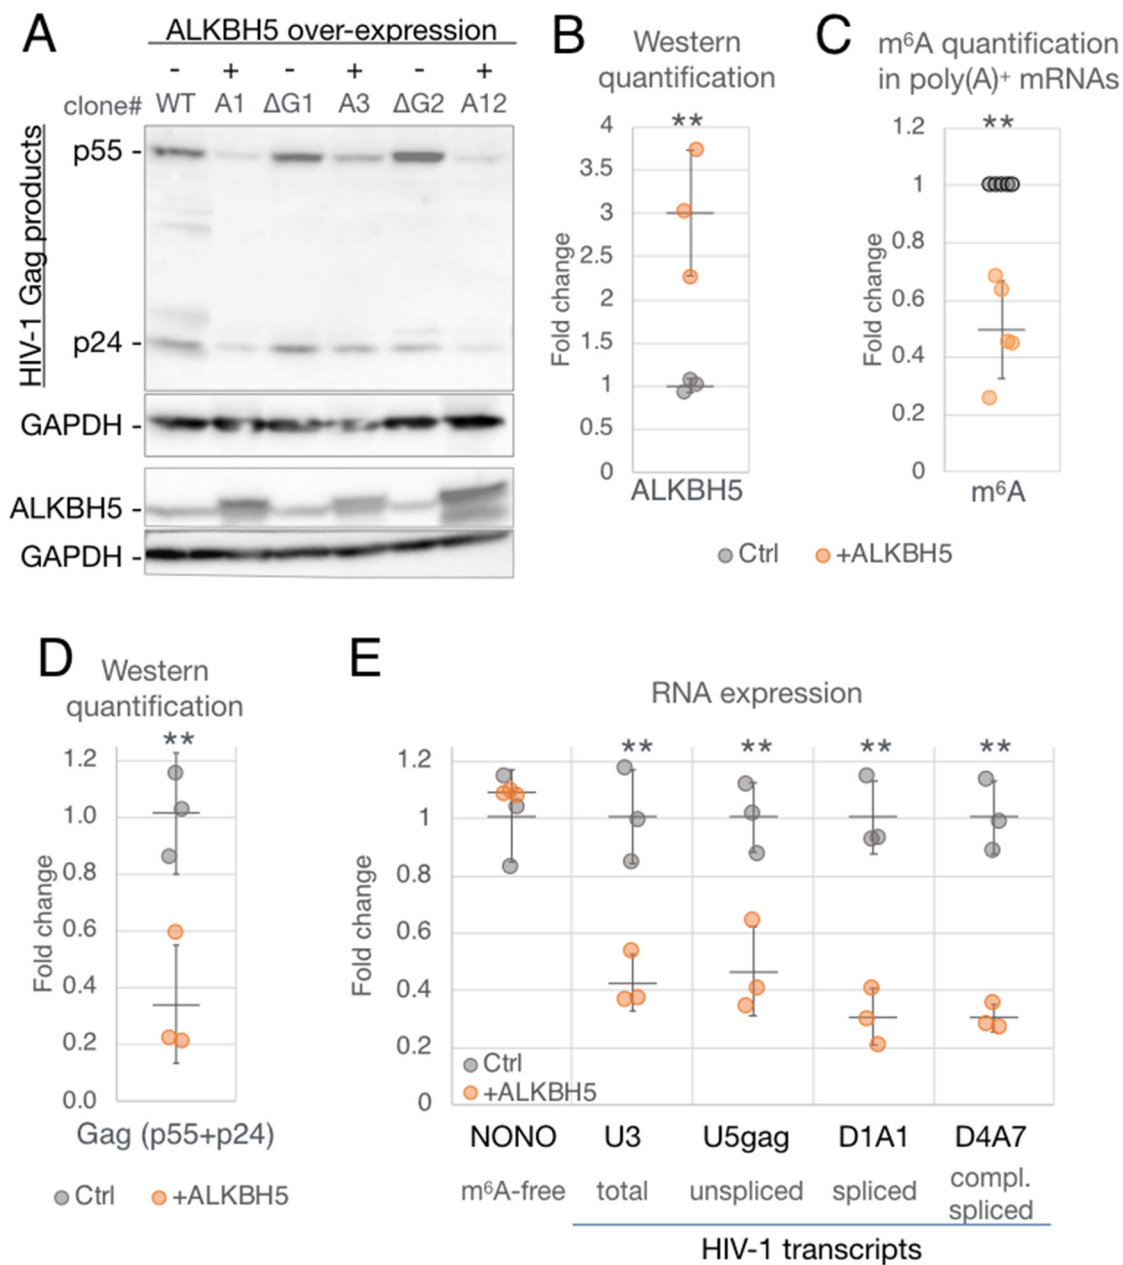 A
ALKBH5 over-expression
- + - + - +
clone# WT A1 ΔG1 A3 ΔG2 A12
HIV-1 Gag products
p55 -
p24 -
GAPDH -
ALKBH5 -
GAPDH -
B
Western
quantification
**
4
3.5
3
2.5
2
1.5
1
0.5
0
Fold change
ALKBH5
C
m⁶A quantification
in poly(A)⁺ mRNAs
**
1.2
1
0.8
0.6
0.4
0.2
0
Fold change
m⁶A
Ctrl +ALKBH5
D
Western
quantification
**
1.2
1.0
0.8
0.6
0.4
0.2
0.0
Fold change
Gag (p55+p24)
Ctrl +ALKBH5
E
RNA expression
** ** ** **
1.2
1
0.8
0.6
0.4
0.2
0
Fold change
Ctrl
+ALKBH5
NONO U3 U5gag D1A1 D4A7
m⁶A-free total unspliced spliced compl.
spliced
HIV-1 transcripts